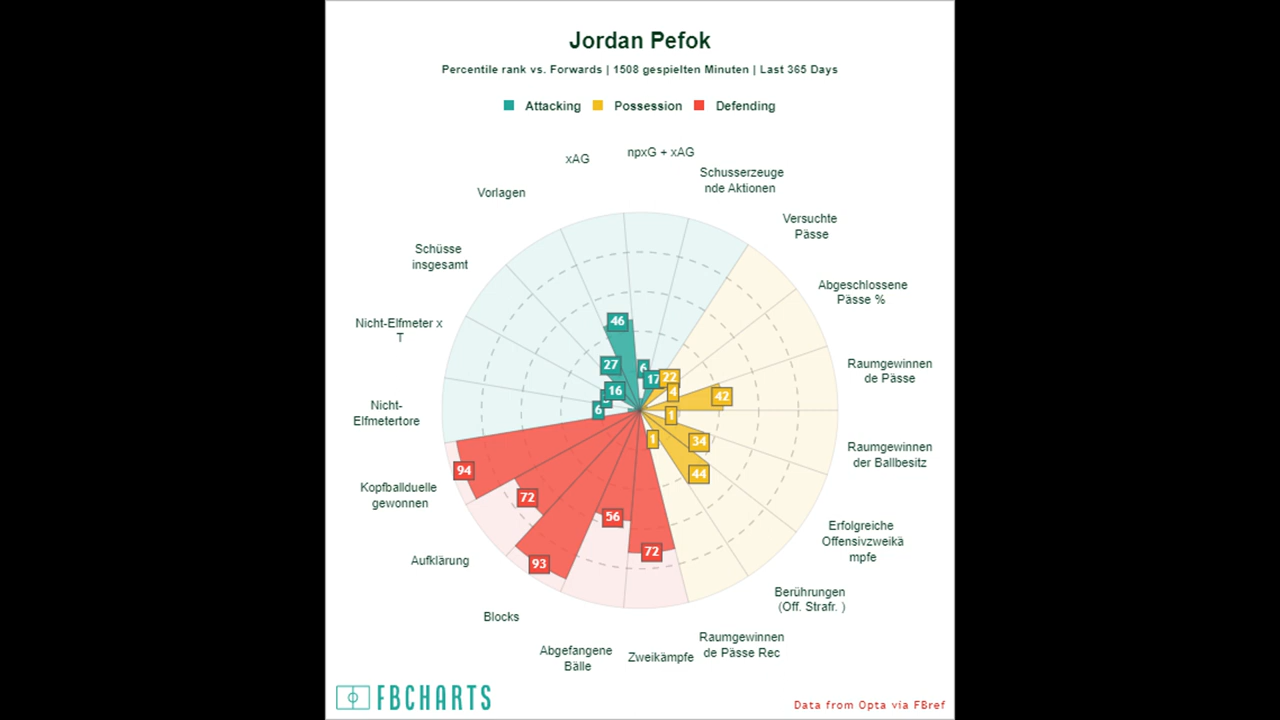 Jordan Pefok
Percentile rank vs. Forwards | 1508 gespielten Minuten | Last 365 Days
Attacking
Possession
Defending
npxG + xAG
xAG
Schusserzeuge
nde Aktionen
Vorlagen
Versuchte
Pässe
Schüsse
insgesamt
Abgeschlossene
Pässe %
Nicht-Elfmeter x
T
Raumgewinnen
de Pässe
Nicht-
Elfmetertore
Raumgewinnen
der Ballbesitz
Kopfballduelle
gewonnen
Erfolgreiche
Offensivzweikä
mpfe
Aufklärung
Berührungen
(Off. Strafr. )
Blocks
Raumgewinnen
de Pässe Rec
Abgefangene
Bälle
Zweikämpfe
46
27
6
17
22
16
4
42
6
1
34
1
44
94
72
56
72
93
FBCHARTS
Data from Opta via FBref